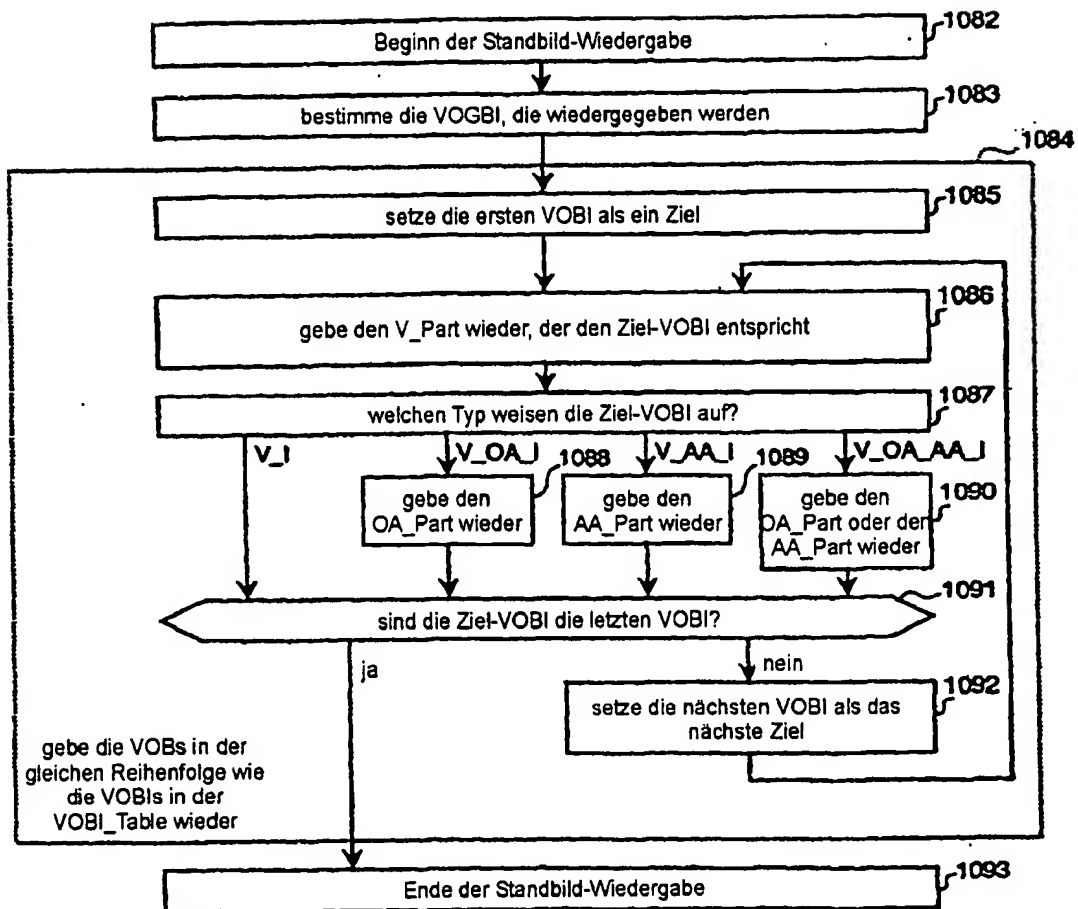 Beginn der Standbild-Wiedergabe
1082
bestimme die VOGBI, die wiedergegeben werden
1083
1084
setze die ersten VOBI als ein Ziel
1085
gebe den V_Part wieder, der den Ziel-VOBI entspricht
1086
welchen Typ weisen die Ziel-VOBI auf?
1087
V_I
V_OA_I
V_AA_I
V_OA_AA_I
1088
gebe den
OA_Part wieder
1089
gebe den
AA_Part wieder
1090
gebe den
OA_Part oder den
AA_Part wieder
1091
sind die Ziel-VOBI die letzten VOBI?
ja
nein
1092
setze die nächsten VOBI als das
nächste Ziel
gebe die VOBs in der
gleichen Reihenfolge wie
die VOBIs in der
VOBI_Table wieder
Ende der Standbild-Wiedergabe
1093